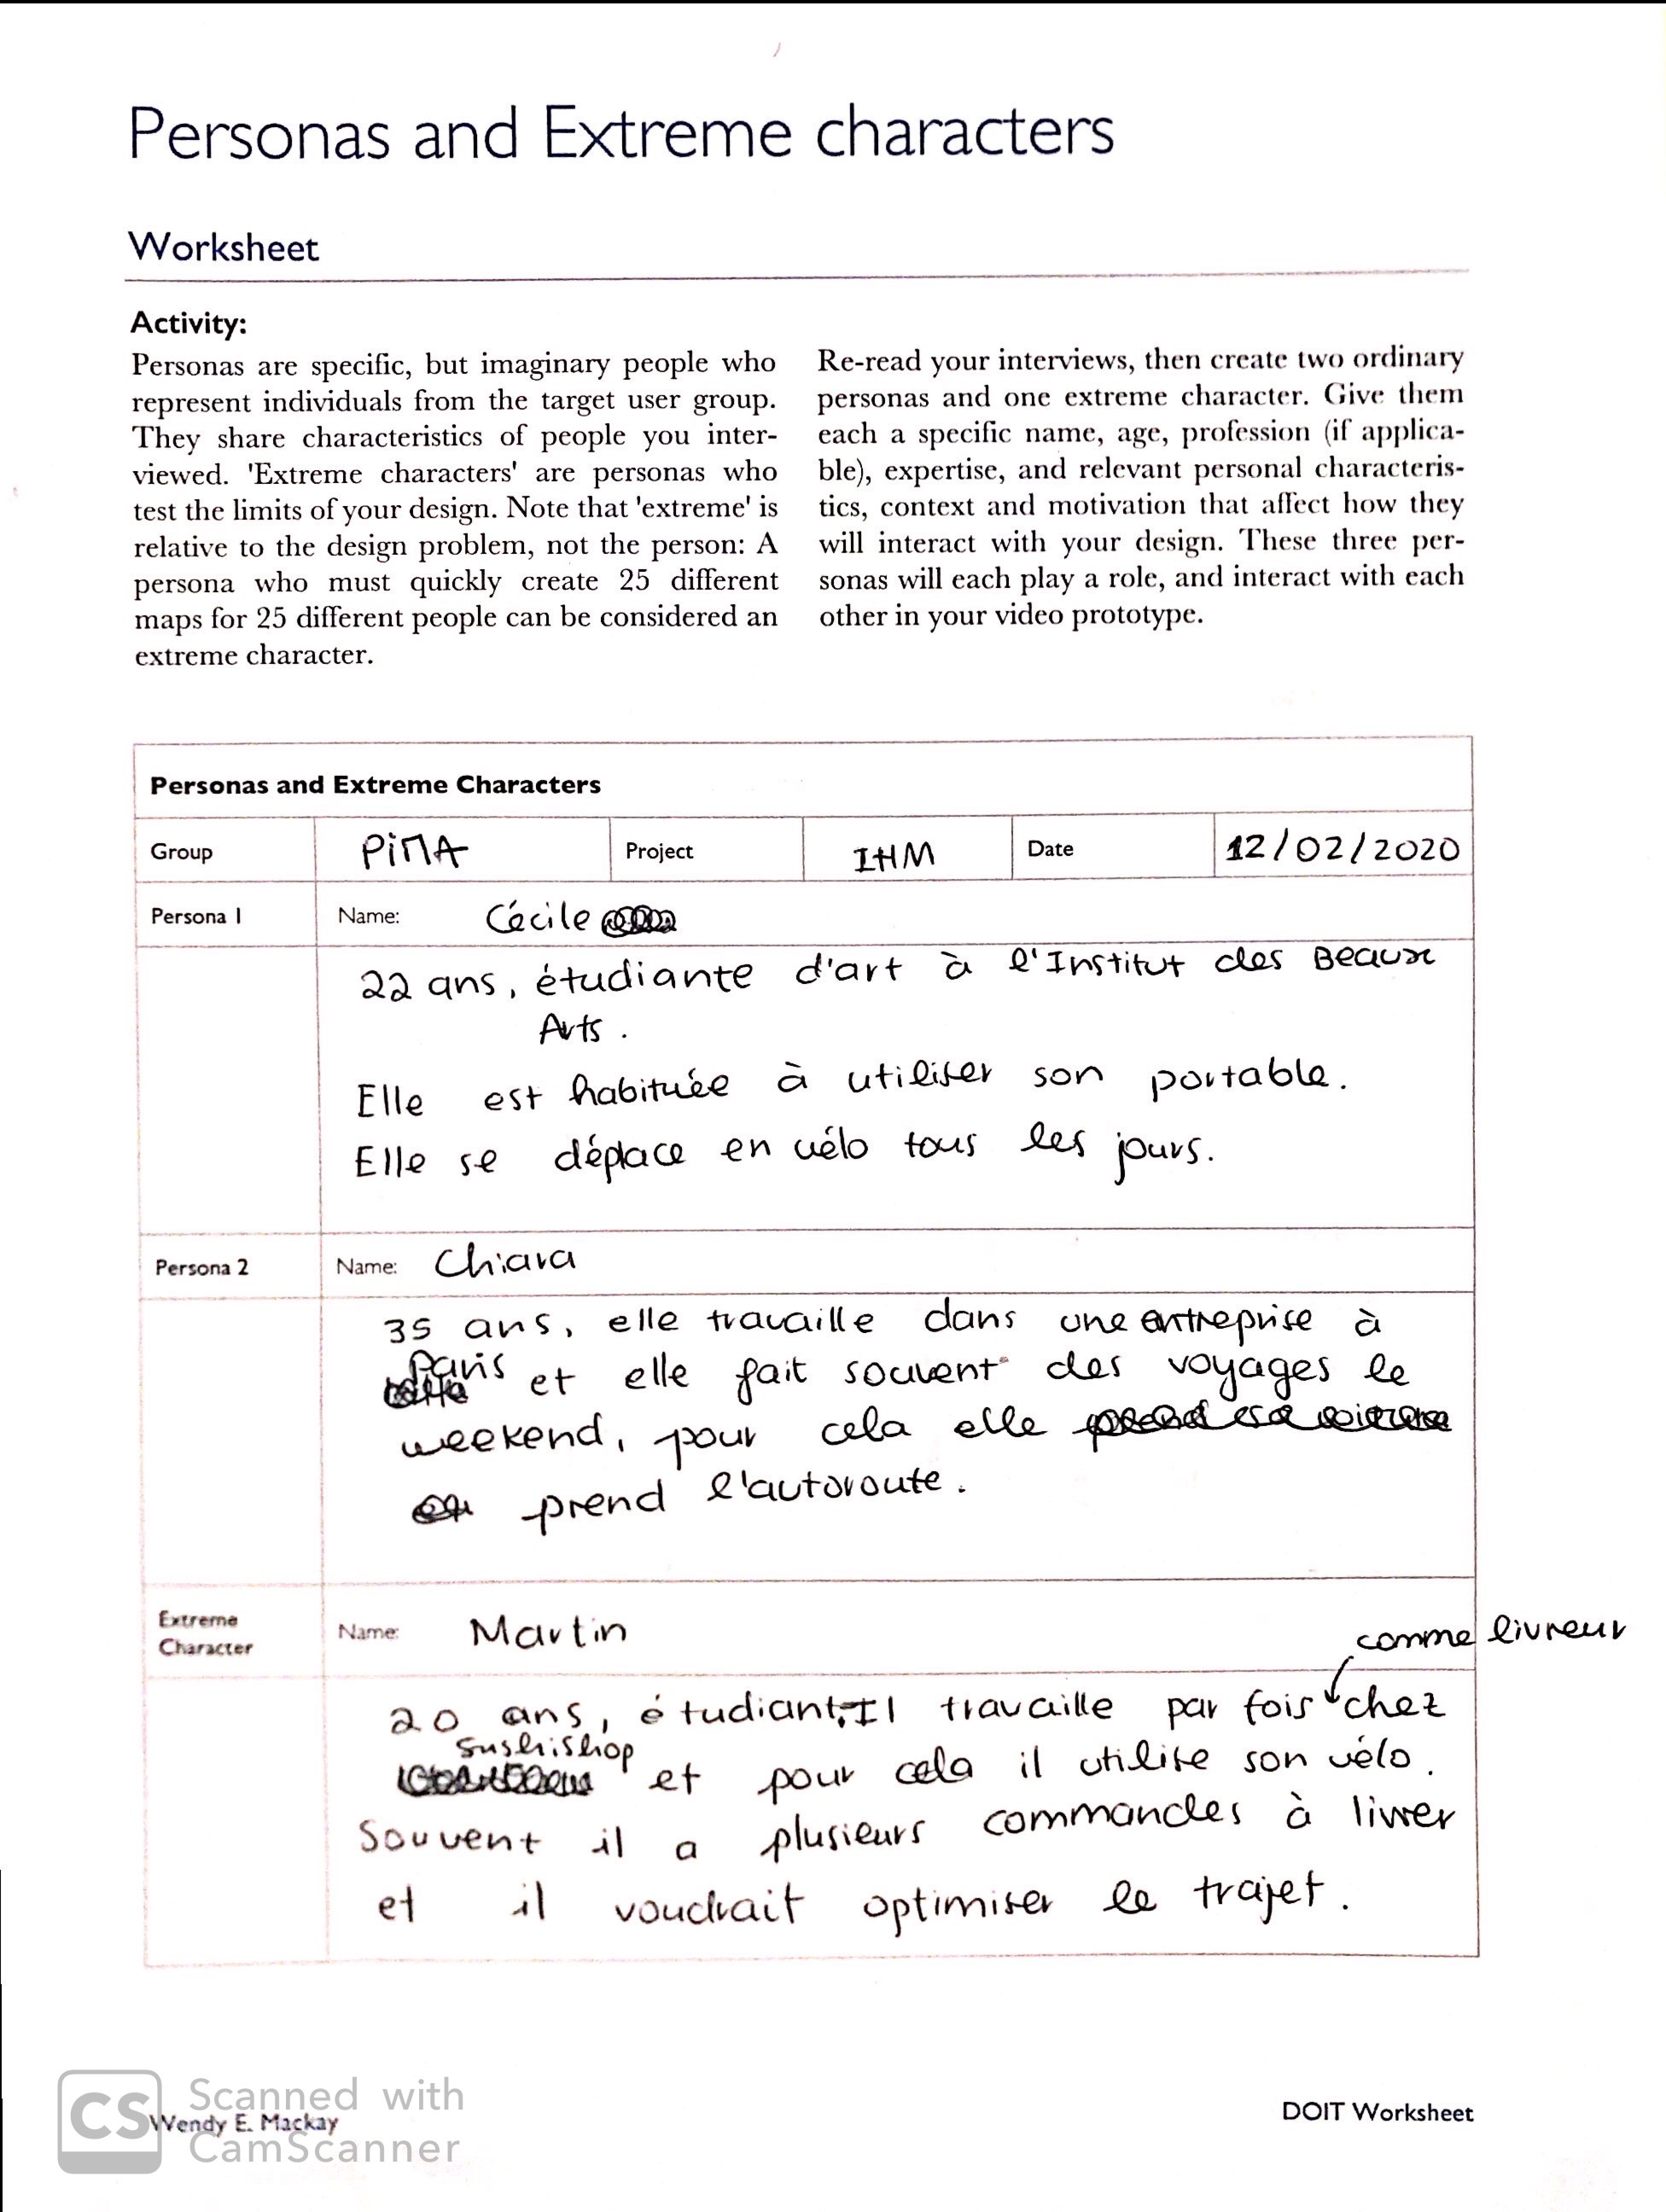 Personas and Extreme characters
Worksheet
Activity:
Personas are specific, but imaginary people who
represent individuals from the target user group.
They share characteristics of people you inter-
viewed. 'Extreme characters' are personas who
test the limits of your design. Note that 'extreme' is
relative to the design problem, not the person: A
persona who must quickly create 25 different
maps for 25 different people can be considered an
extreme character.
Re-read your interviews, then create two ordinary
personas and one extreme character. Give them
each a specific name, age, profession (if applica-
ble), expertise, and relevant personal characteris-
tics, context and motivation that affect how they
will interact with your design. These three per-
sonas will each play a role, and interact with each
other in your video prototype.
Personas and Extreme Characters
Group PiMA Project IHM Date 12/02/2020
Persona 1 Name: Cécile
22 ans, étudiante d'art à l'Institut des Beaux
Arts.
Elle est habituée à utiliser son portable.
Elle se déplace en vélo tous les jours.
Persona 2 Name: Chiara
35 ans, elle travaille dans une entreprise à
Paris et elle fait souvent des voyages le
weekend, pour cela elle
prend l'autoroute.
Extreme
Character
Name: Martin
comme livreur
20 ans, étudiant. Il travaille par fois chez
Sushishop et pour cela il utilise son vélo.
Souvent il a plusieurs commandes à livrer
et il voudrait optimiser le trajet.
CS Scanned with
CamScanner
Wendy E. Mackay
DOIT Worksheet